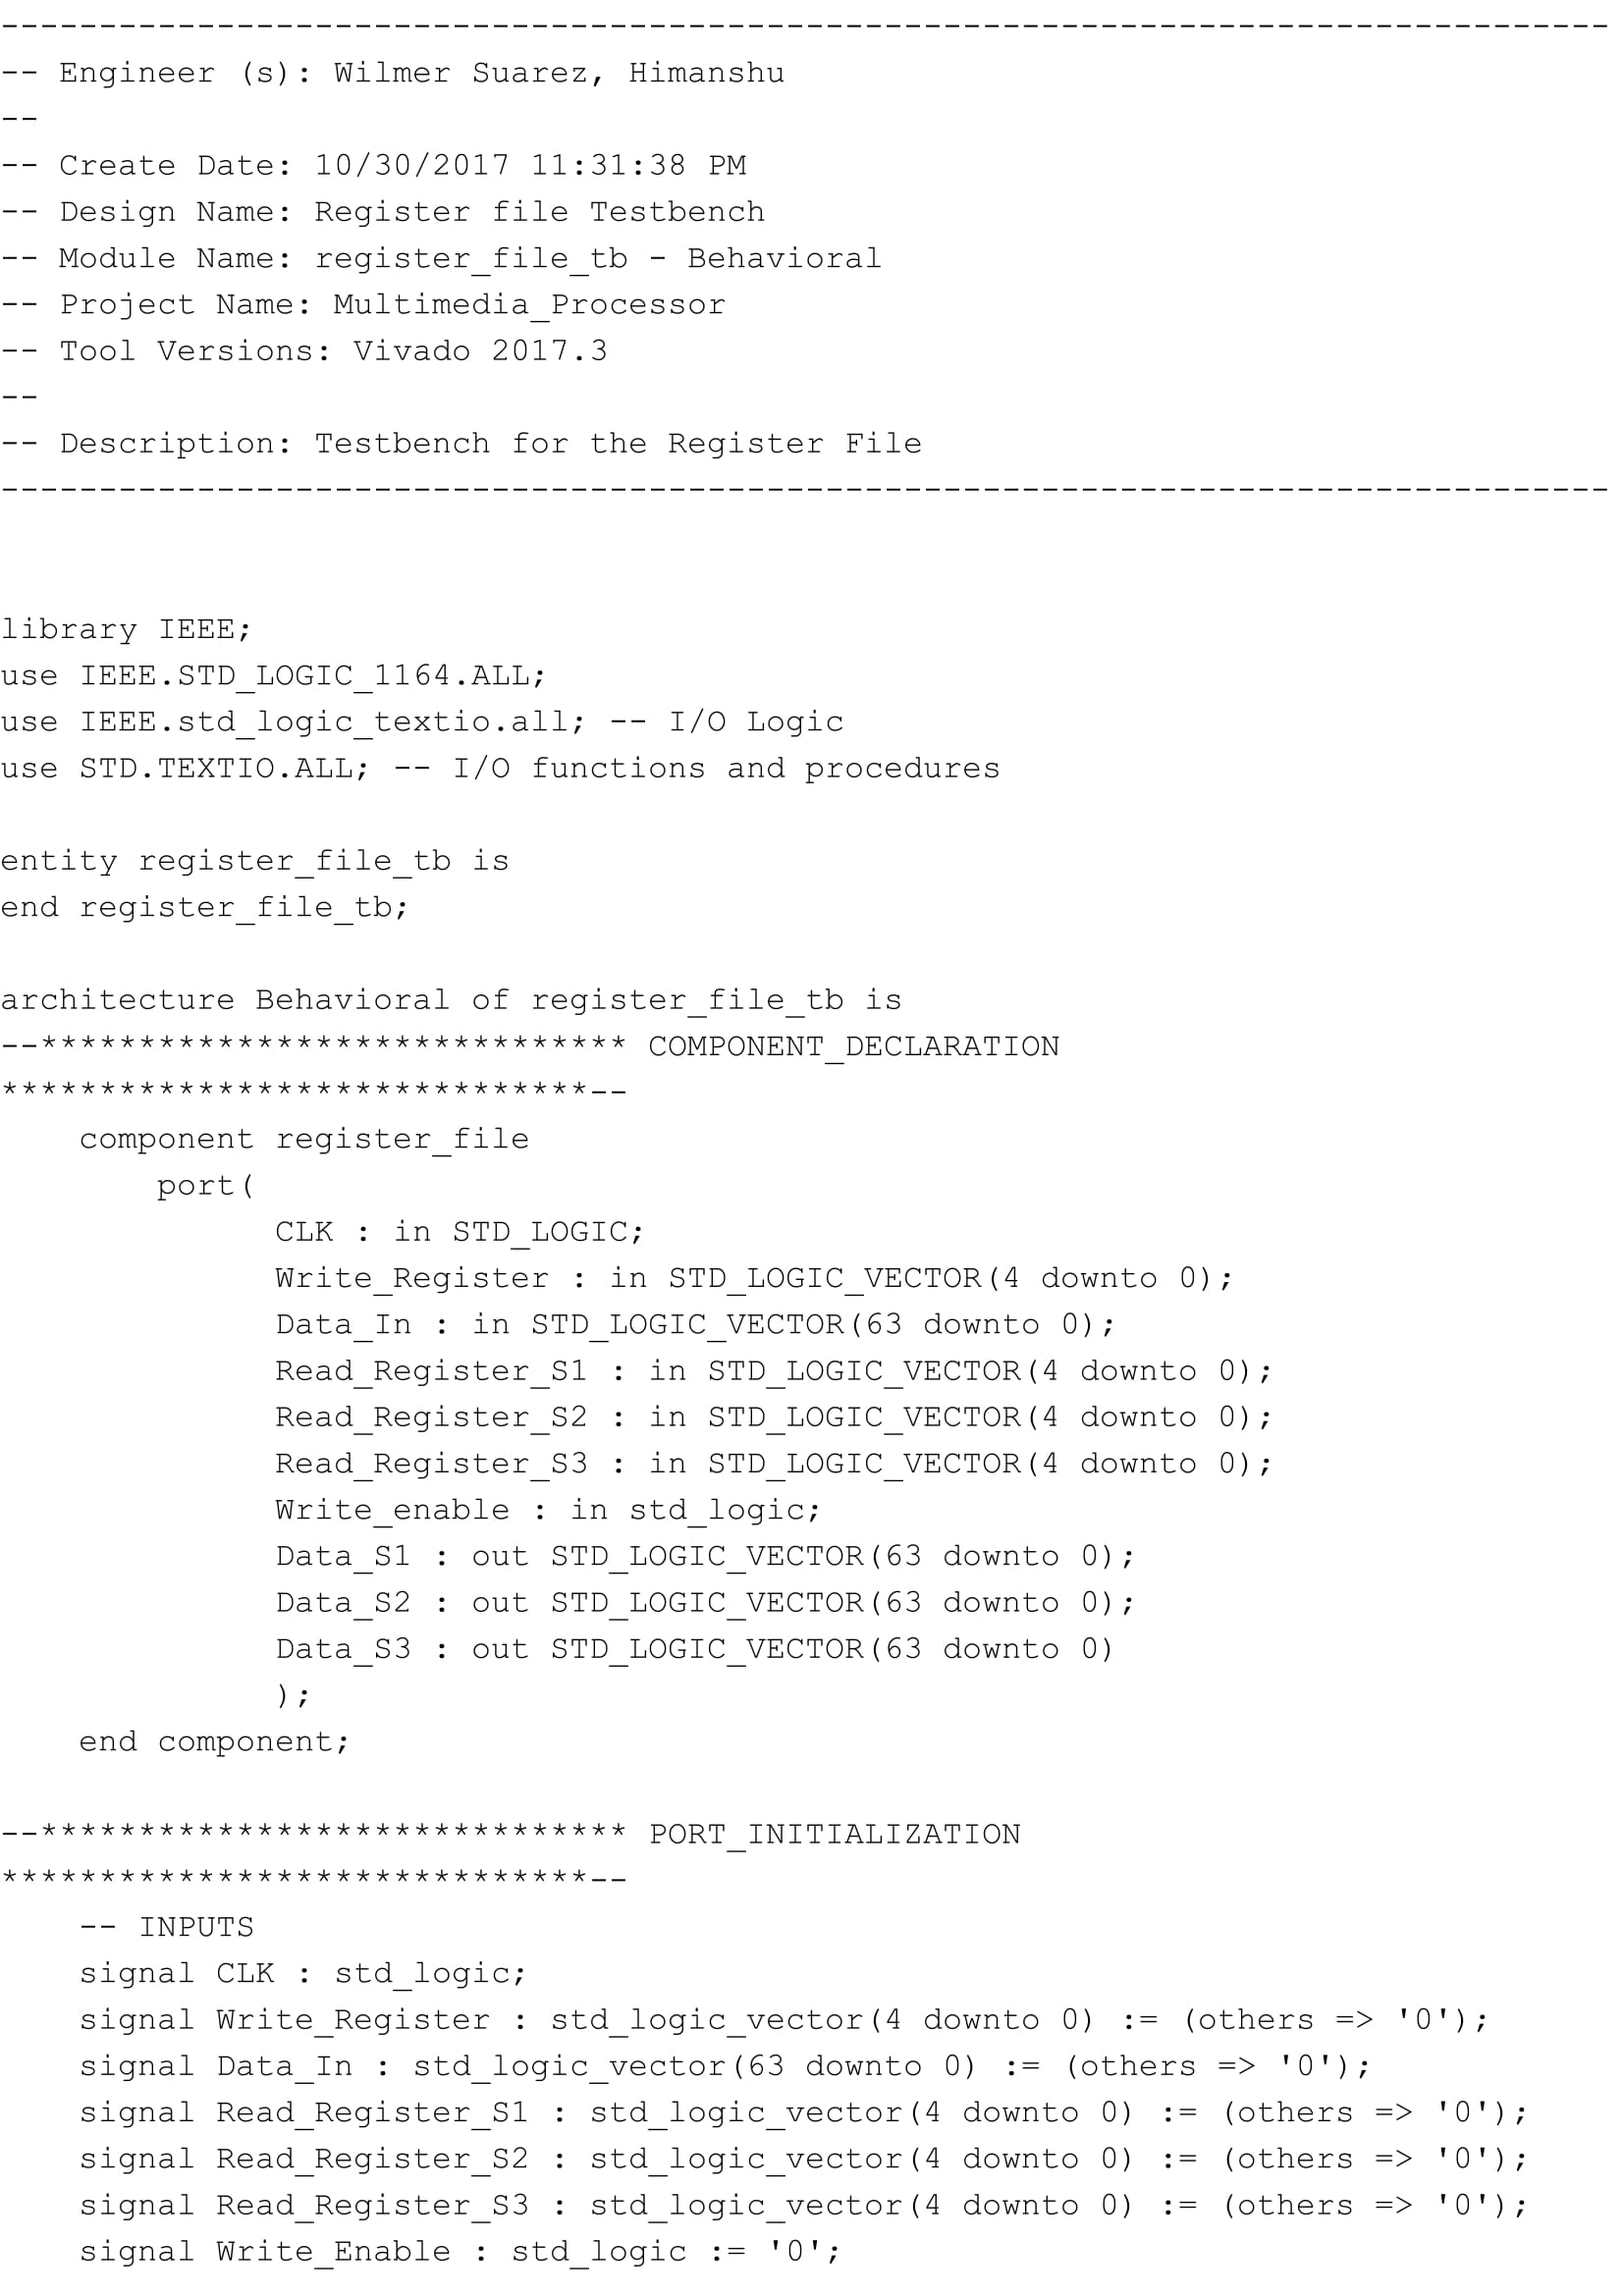 ----------------------------------------------------------------------------------
-- Engineer (s): Wilmer Suarez, Himanshu
--
-- Create Date: 10/30/2017 11:31:38 PM
-- Design Name: Register file Testbench
-- Module Name: register_file_tb - Behavioral
-- Project Name: Multimedia_Processor
-- Tool Versions: Vivado 2017.3
--
-- Description: Testbench for the Register File
----------------------------------------------------------------------------------
library IEEE;
use IEEE.STD_LOGIC_1164.ALL;
use IEEE.std_logic_textio.all; -- I/O Logic
use STD.TEXTIO.ALL; -- I/O functions and procedures
entity register_file_tb is
end register_file_tb;
architecture Behavioral of register_file_tb is
--****************************** COMPONENT_DECLARATION
******************************--
    component register_file
        port(
              CLK : in STD_LOGIC;
              Write_Register : in STD_LOGIC_VECTOR(4 downto 0);
              Data_In : in STD_LOGIC_VECTOR(63 downto 0);
              Read_Register_S1 : in STD_LOGIC_VECTOR(4 downto 0);
              Read_Register_S2 : in STD_LOGIC_VECTOR(4 downto 0);
              Read_Register_S3 : in STD_LOGIC_VECTOR(4 downto 0);
              Write_enable : in std_logic;
              Data_S1 : out STD_LOGIC_VECTOR(63 downto 0);
              Data_S2 : out STD_LOGIC_VECTOR(63 downto 0);
              Data_S3 : out STD_LOGIC_VECTOR(63 downto 0)
              );
    end component;
--****************************** PORT_INITIALIZATION
******************************--
    -- INPUTS
    signal CLK : std_logic;
    signal Write_Register : std_logic_vector(4 downto 0) := (others => '0');
    signal Data_In : std_logic_vector(63 downto 0) := (others => '0');
    signal Read_Register_S1 : std_logic_vector(4 downto 0) := (others => '0');
    signal Read_Register_S2 : std_logic_vector(4 downto 0) := (others => '0');
    signal Read_Register_S3 : std_logic_vector(4 downto 0) := (others => '0');
    signal Write_Enable : std_logic := '0';